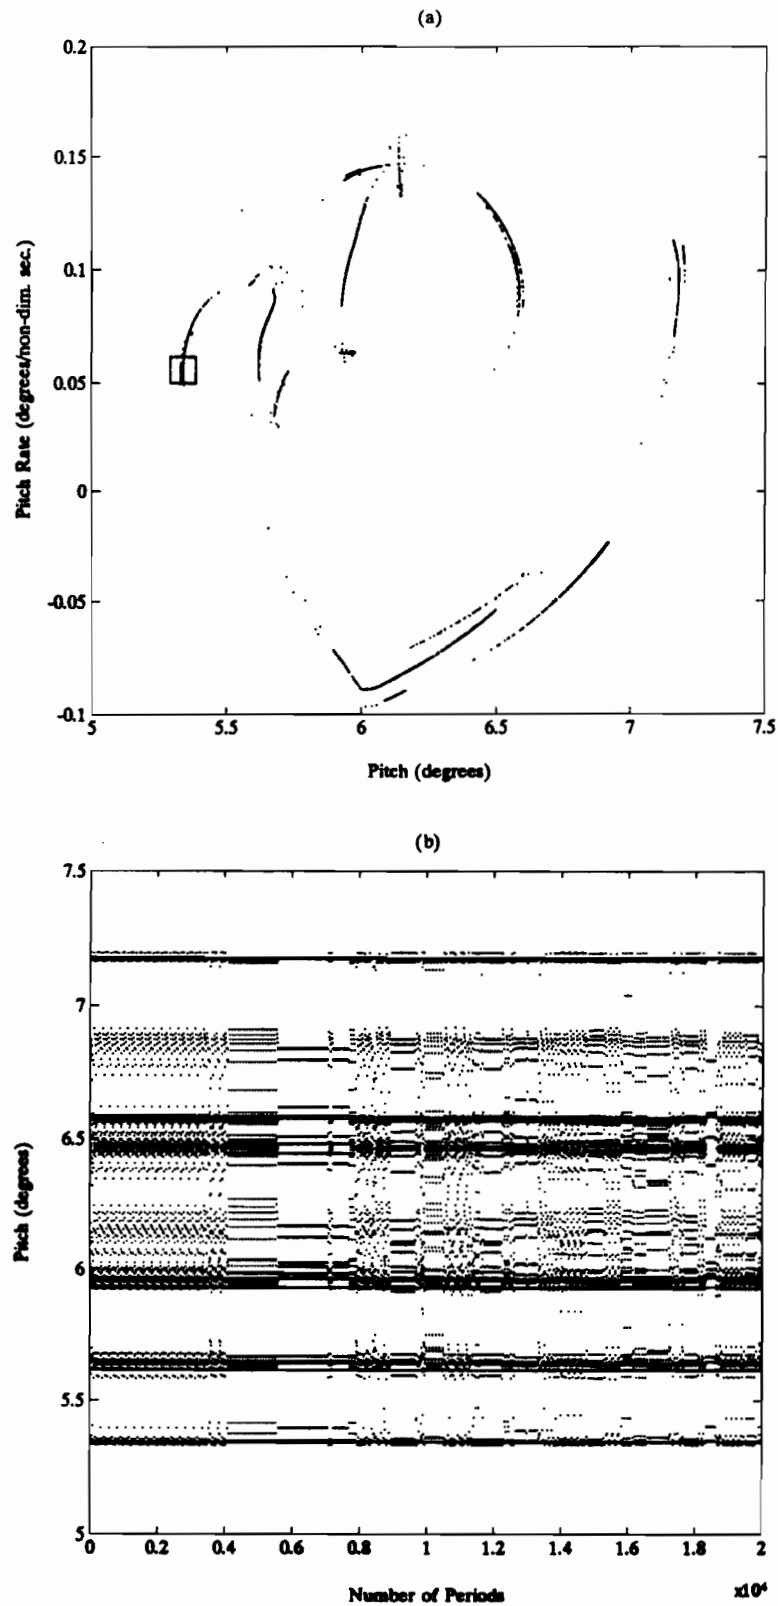 (a)
0.2
0.15
0.1
0.05
0
-0.05
-0.1
Pitch Rate (degrees/non-dim. sec.)
5 5.5 6 6.5 7 7.5
Pitch (degrees)
(b)
7.5
7
6.5
6
5.5
5
Pitch (degrees)
0 0.2 0.4 0.6 0.8 1 1.2 1.4 1.6 1.8 2
x10⁴
Number of Periods